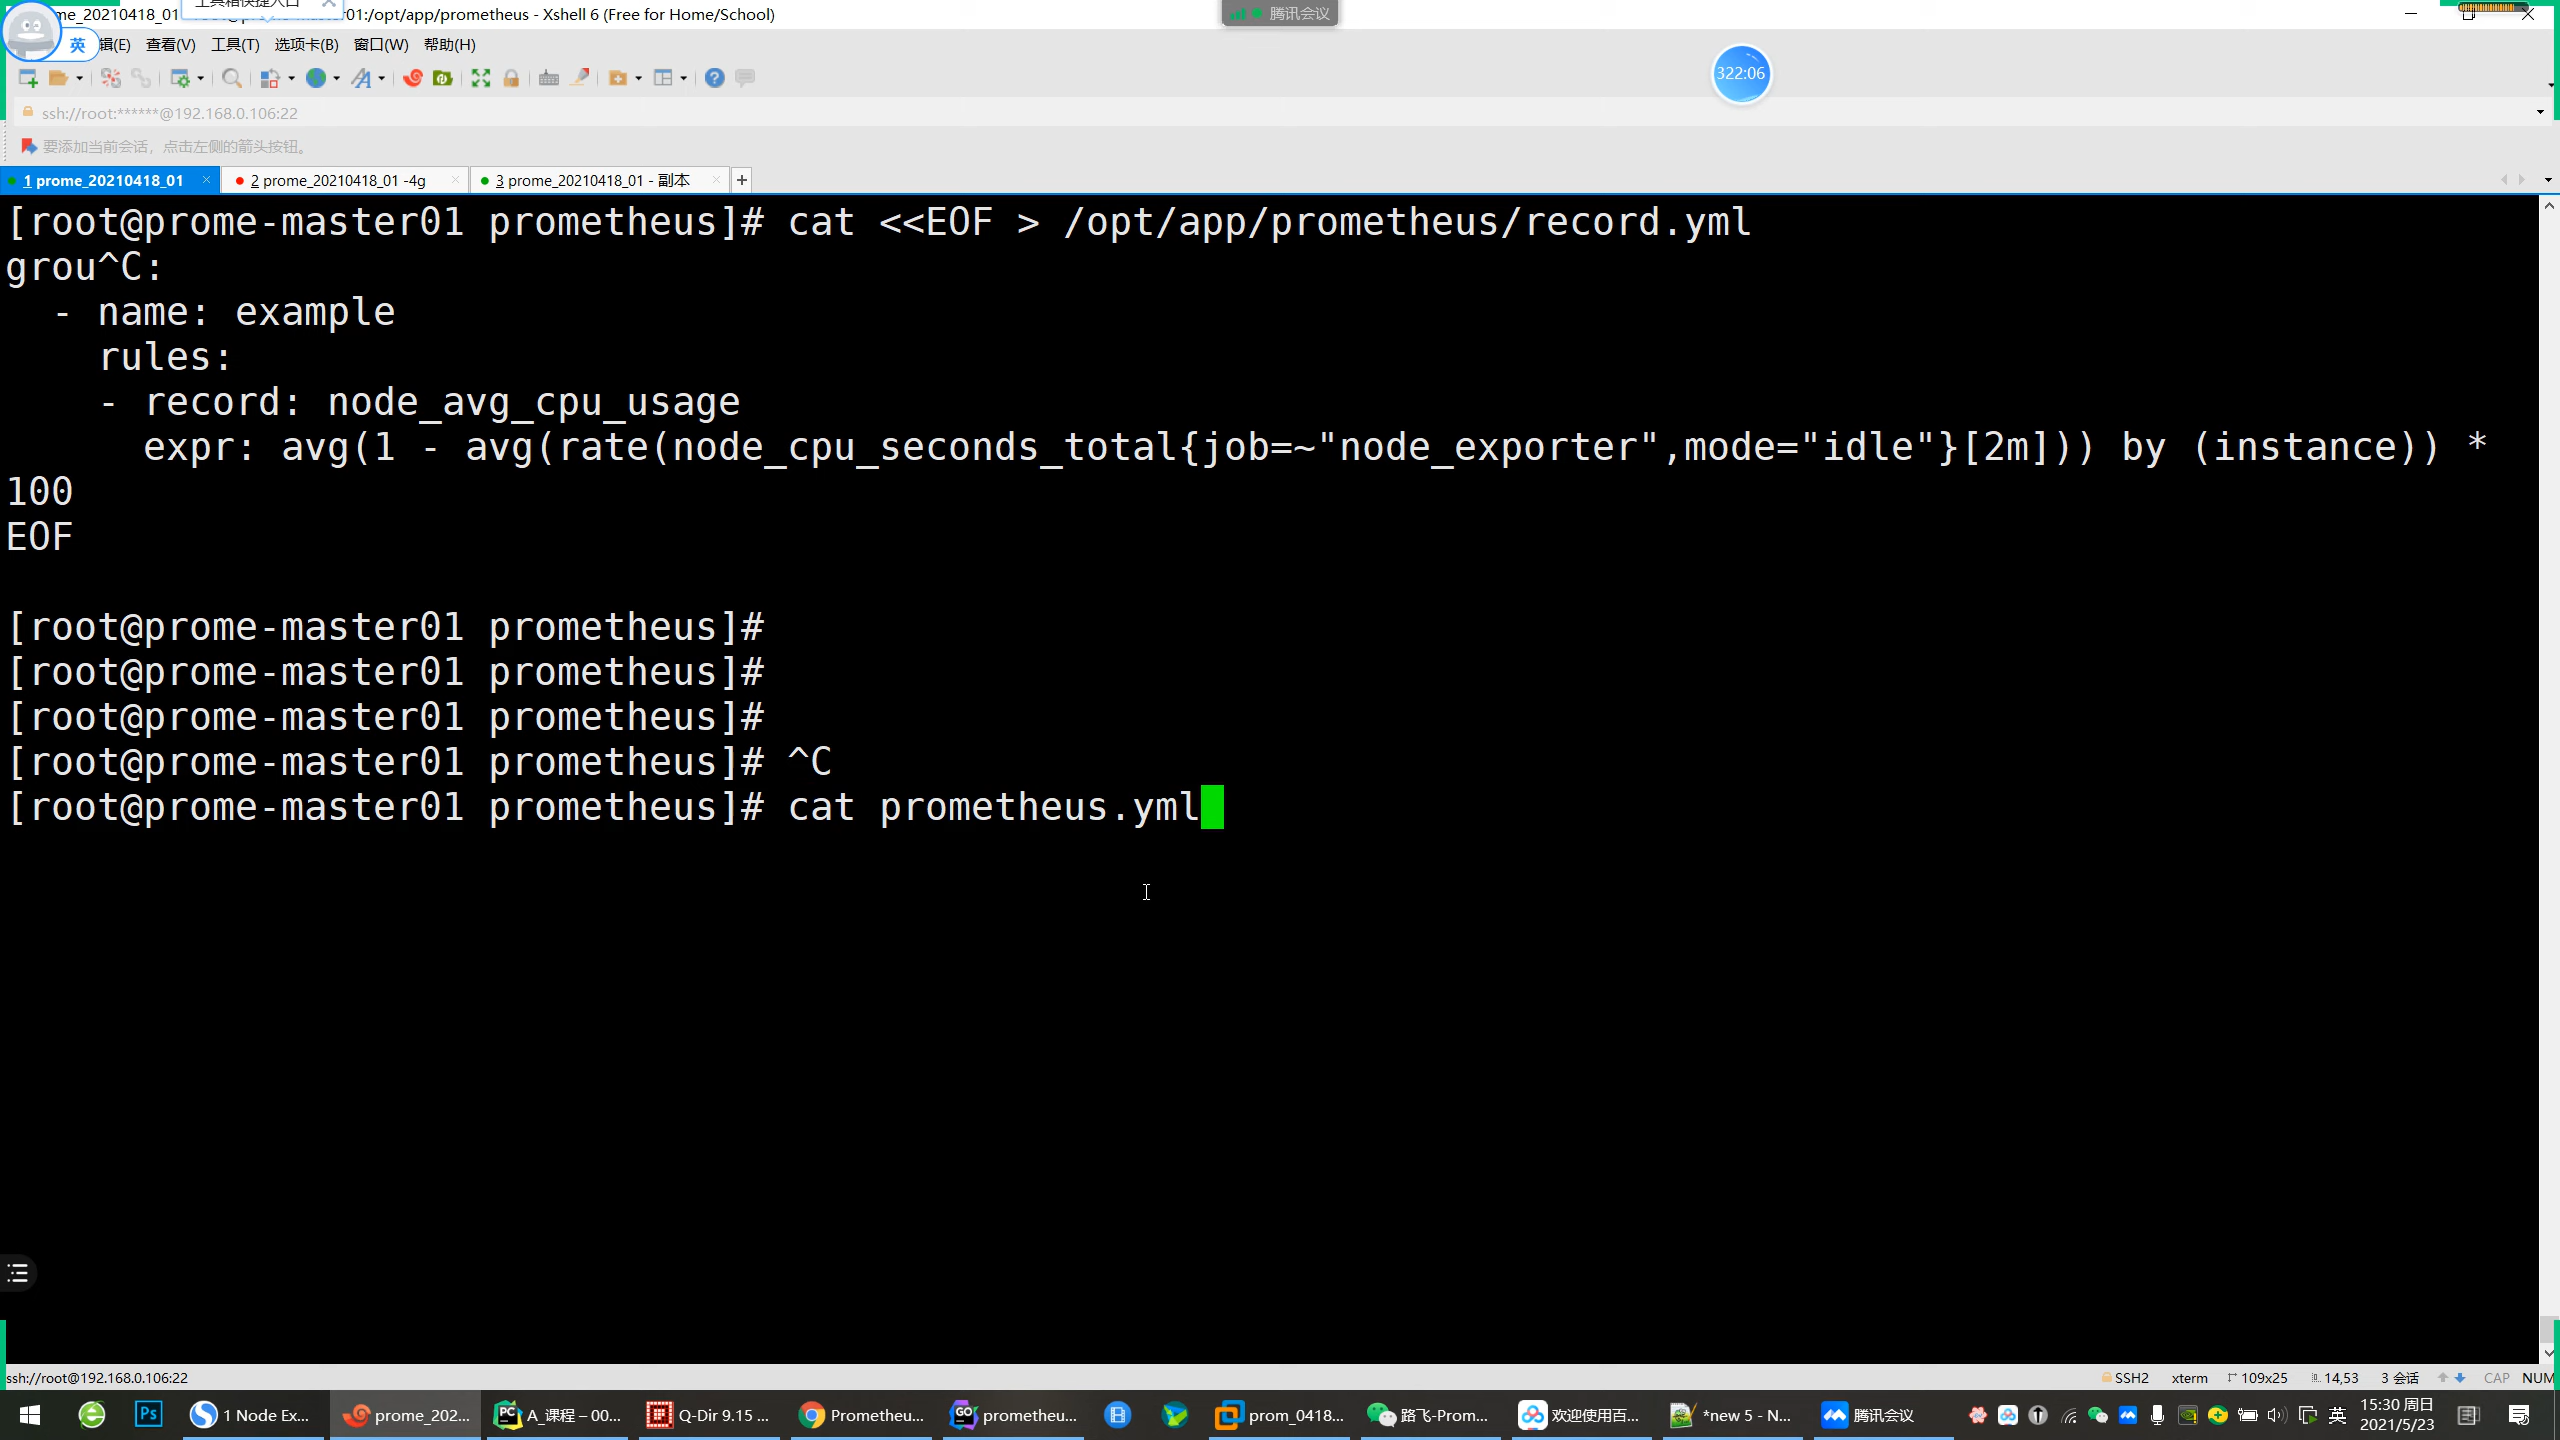 工具箱快捷入口
me_20210418_01
01:/opt/app/prometheus - Xshell 6 (Free for Home/School)
腾讯会议
英
辑(E) 查看(V) 工具(T) 选项卡(B) 窗口(W) 帮助(H)
322:06
ssh://root:******@192.168.0.106:22
要添加当前会话，点击左侧的箭头按钮。
1 prome_20210418_01
2 prome_20210418_01 -4g
3 prome_20210418_01 - 副本
[root@prome-master01 prometheus]# cat <<EOF > /opt/app/prometheus/record.yml
grou^C:
  - name: example
    rules:
    - record: node_avg_cpu_usage
      expr: avg(1 - avg(rate(node_cpu_seconds_total{job=~"node_exporter",mode="idle"}[2m])) by (instance)) *
100
EOF
[root@prome-master01 prometheus]#
[root@prome-master01 prometheus]#
[root@prome-master01 prometheus]#
[root@prome-master01 prometheus]# ^C
[root@prome-master01 prometheus]# cat prometheus.yml
ssh://root@192.168.0.106:22
SSH2 xterm 109x25 14,53 3 会话 CAP NUM
Ps
1 Node Ex...
prome_202...
A_课程 – 00...
Q-Dir 9.15 ...
Prometheu...
prometheu...
prom_0418...
路飞-Prom...
欢迎使用百...
*new 5 - N...
腾讯会议
英
15:30 周日
2021/5/23